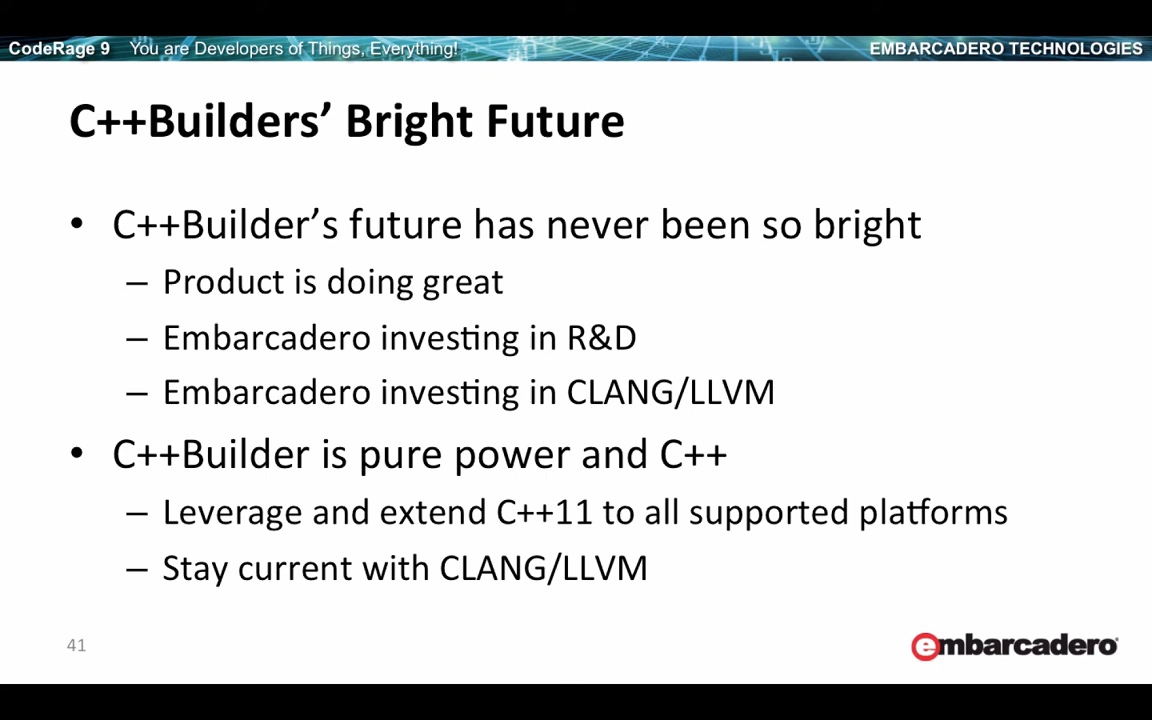 CodeRage 9 You are Developers of Things, Everything! EMBARCADERO TECHNOLOGIES
C++Builders’ Bright Future
• C++Builder’s future has never been so bright
– Product is doing great
– Embarcadero investing in R&D
– Embarcadero investing in CLANG/LLVM
• C++Builder is pure power and C++
– Leverage and extend C++11 to all supported platforms
– Stay current with CLANG/LLVM
41 embarcadero®